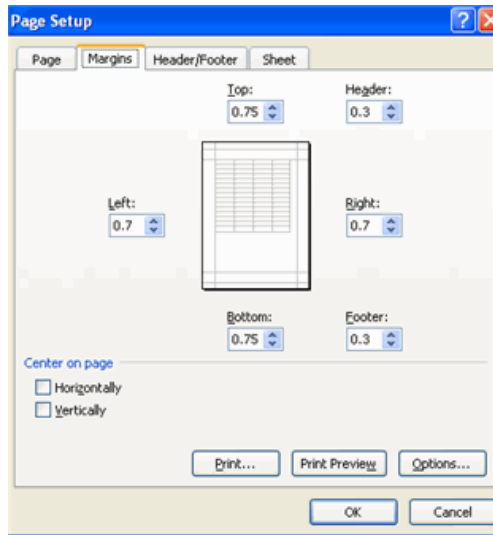 Page Setup
Page Margins Header/Footer Sheet
Top: Header:
0.75 0.3
Left: Right:
0.7 0.7
Bottom: Footer:
0.75 0.3
Center on page
Horizontally
Vertically
Print... Print Preview Options...
OK Cancel